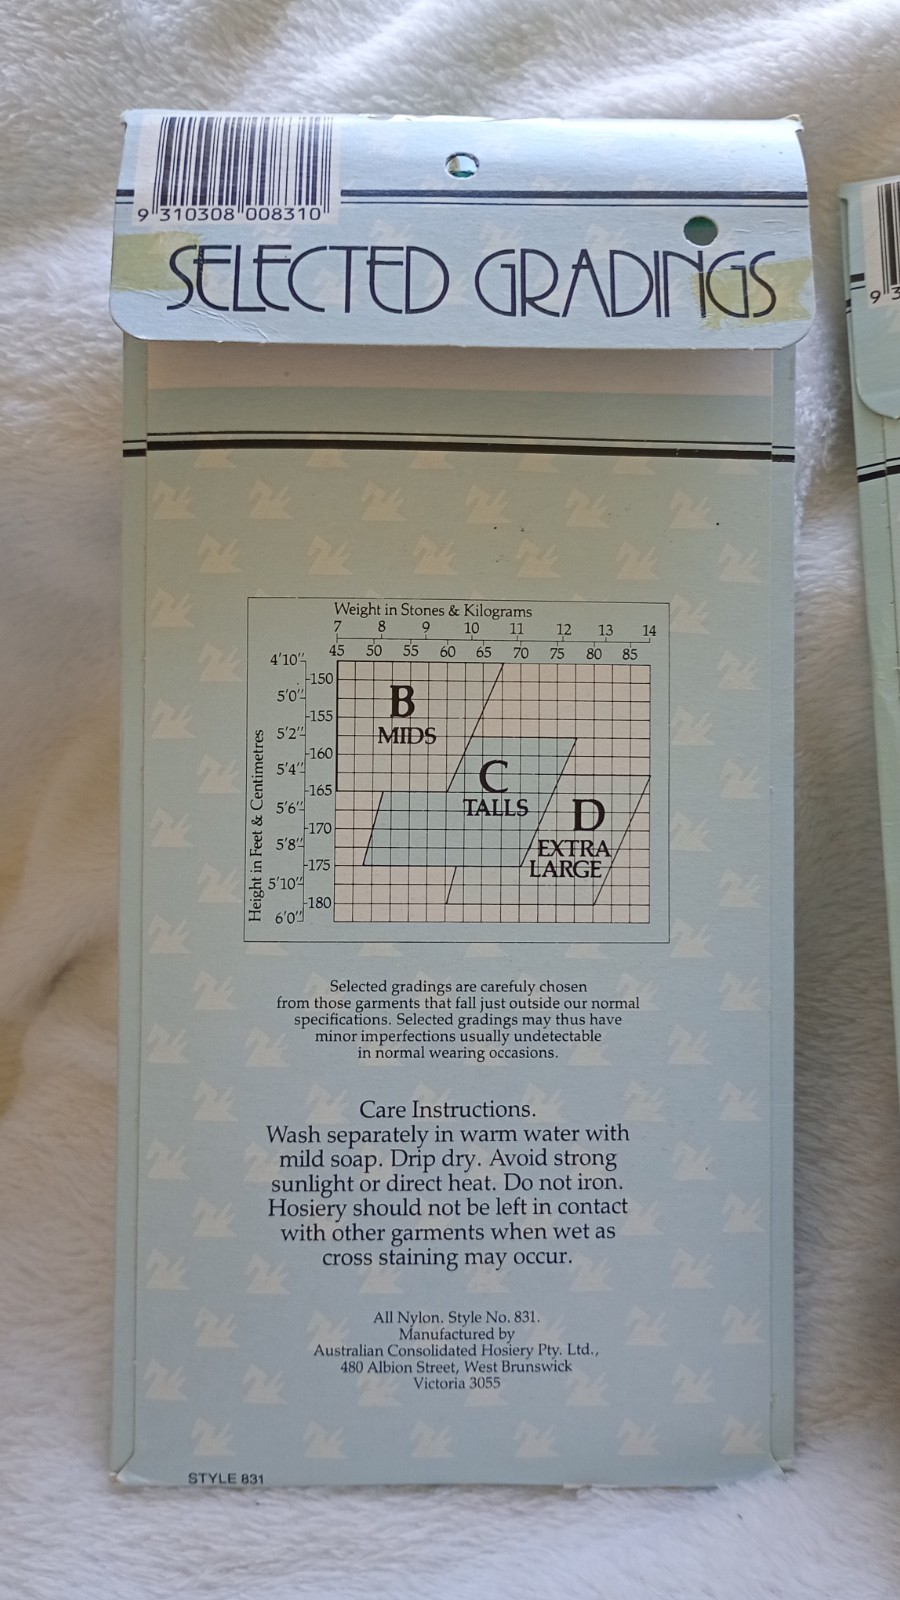 9 310308 008310
SELECTED GRADINGS
Weight in Stones & Kilograms
7 8 9 10 11 12 13 14
45 50 55 60 65 70 75 80 85
Height in Feet & Centimetres
4'10"
150
5'0"
155
5'2"
160
5'4"
165
5'6"
170
5'8"
175
5'10"
180
6'0"
B
MIDS
C
TALLS
D
EXTRA
LARGE
Selected gradings are carefuly chosen
from those garments that fall just outside our normal
specifications. Selected gradings may thus have
minor imperfections usually undetectable
in normal wearing occasions.
Care Instructions.
Wash separately in warm water with
mild soap. Drip dry. Avoid strong
sunlight or direct heat. Do not iron.
Hosiery should not be left in contact
with other garments when wet as
cross staining may occur.
All Nylon. Style No. 831.
Manufactured by
Australian Consolidated Hosiery Pty. Ltd.,
480 Albion Street, West Brunswick
Victoria 3055
STYLE 831
9 3